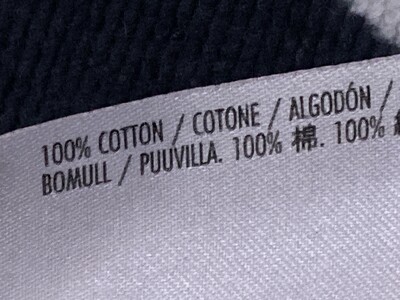 100% COTTON / COTONE / ALGODÓN /
BOMULL / PUUVILLA. 100% 棉. 100%